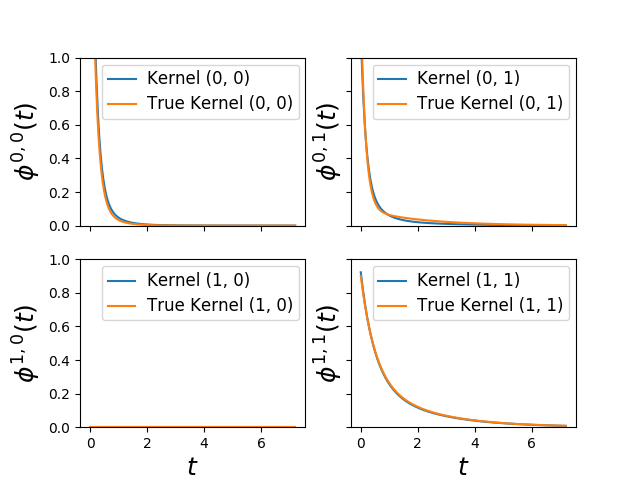 1.0
0.8
0.6
0.4
0.2
0.0
ϕ^{0,0}(t)
Kernel (0, 0)
True Kernel (0, 0)
ϕ^{0,1}(t)
Kernel (0, 1)
True Kernel (0, 1)
1.0
0.8
0.6
0.4
0.2
0.0
ϕ^{1,0}(t)
Kernel (1, 0)
True Kernel (1, 0)
0 2 4 6
t
ϕ^{1,1}(t)
Kernel (1, 1)
True Kernel (1, 1)
0 2 4 6
t